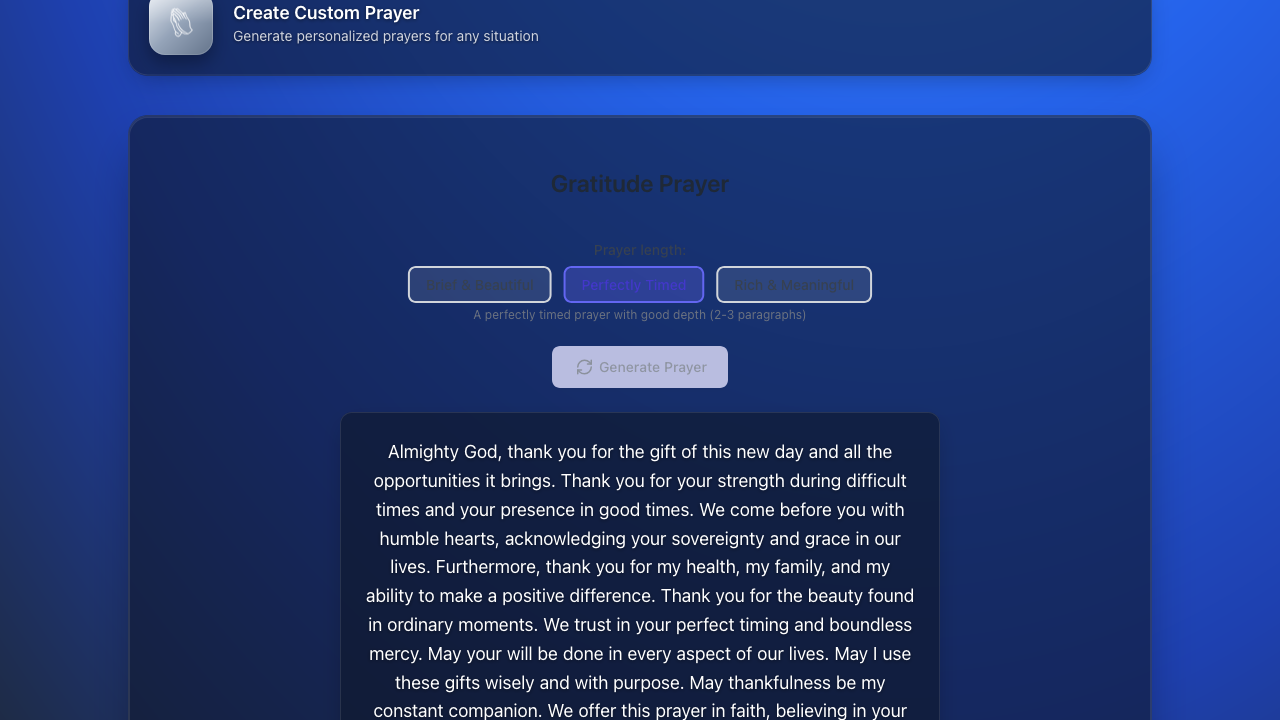 Create Custom Prayer
Generate personalized prayers for any situation
Gratitude Prayer
Prayer length:
Perfectly Timed
Rich & Meaningful
A perfectly timed prayer with good depth (2-3 paragraphs)
Generate Prayer
Almighty God, thank you for the gift of this new day and all the
opportunities it brings. Thank you for your strength during difficult
times and your presence in good times. We come before you with
humble hearts, acknowledging your sovereignty and grace in our
lives. Furthermore, thank you for my health, my family, and my
ability to make a positive difference. Thank you for the beauty found
in ordinary moments. We trust in your perfect timing and boundless
mercy. May your will be done in every aspect of our lives. May I use
these gifts wisely and with purpose. May thankfulness be my
constant companion. We offer this prayer in faith, believing in your